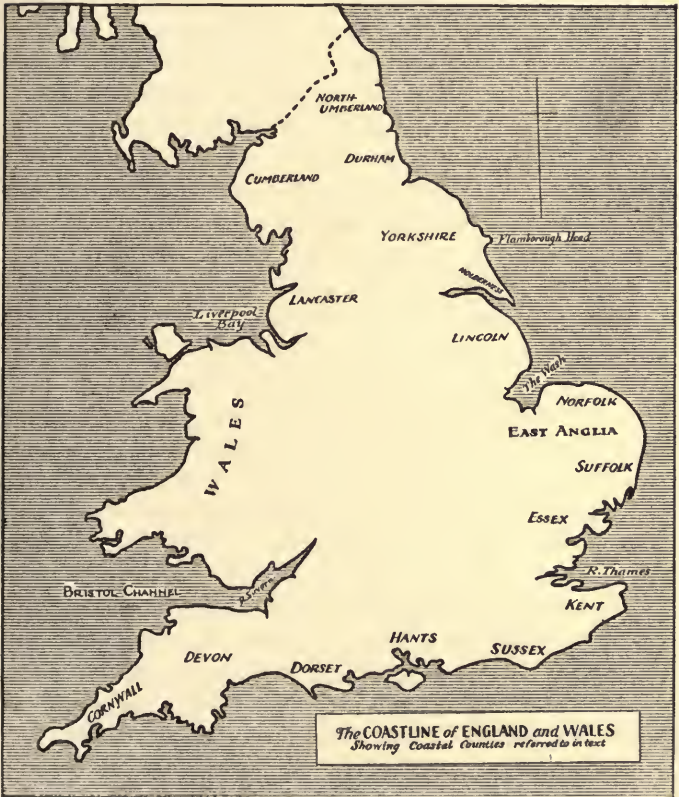 NORTH-
UMBERLAND
DURHAM
CUMBERLAND
YORKSHIRE
Flamborough Head
HOLDERNESS
LANCASTER
Liverpool
Bay
LINCOLN
The Wash
NORFOLK
EAST ANGLIA
WALES
SUFFOLK
ESSEX
R. Thames
BRISTOL CHANNEL
R. Severn
KENT
HANTS
SUSSEX
DEVON
DORSET
CORNWALL
The COASTLINE of ENGLAND and WALES
Showing Coastal Counties referred to in text